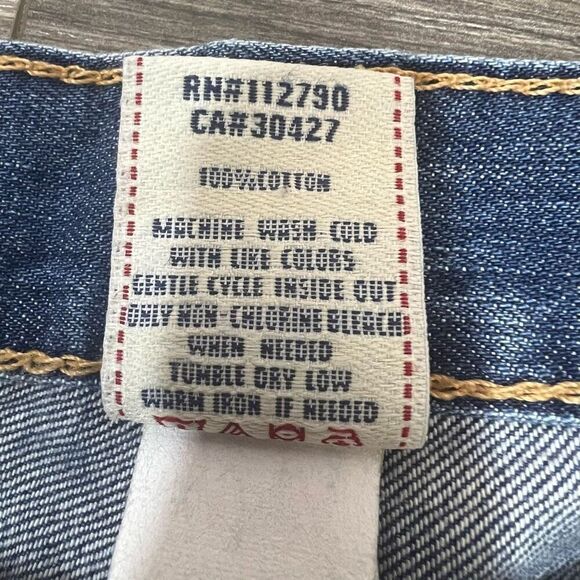 RN#112790
CA#30427
100%COTTON
MACHINE WASH COLD
WITH LIKE COLORS
GENTLE CYCLE INSIDE OUT
ONLY NON-CHLORINE BLEACH
WHEN NEEDED
TUMBLE DRY LOW
WORM IRON IF NEEDED